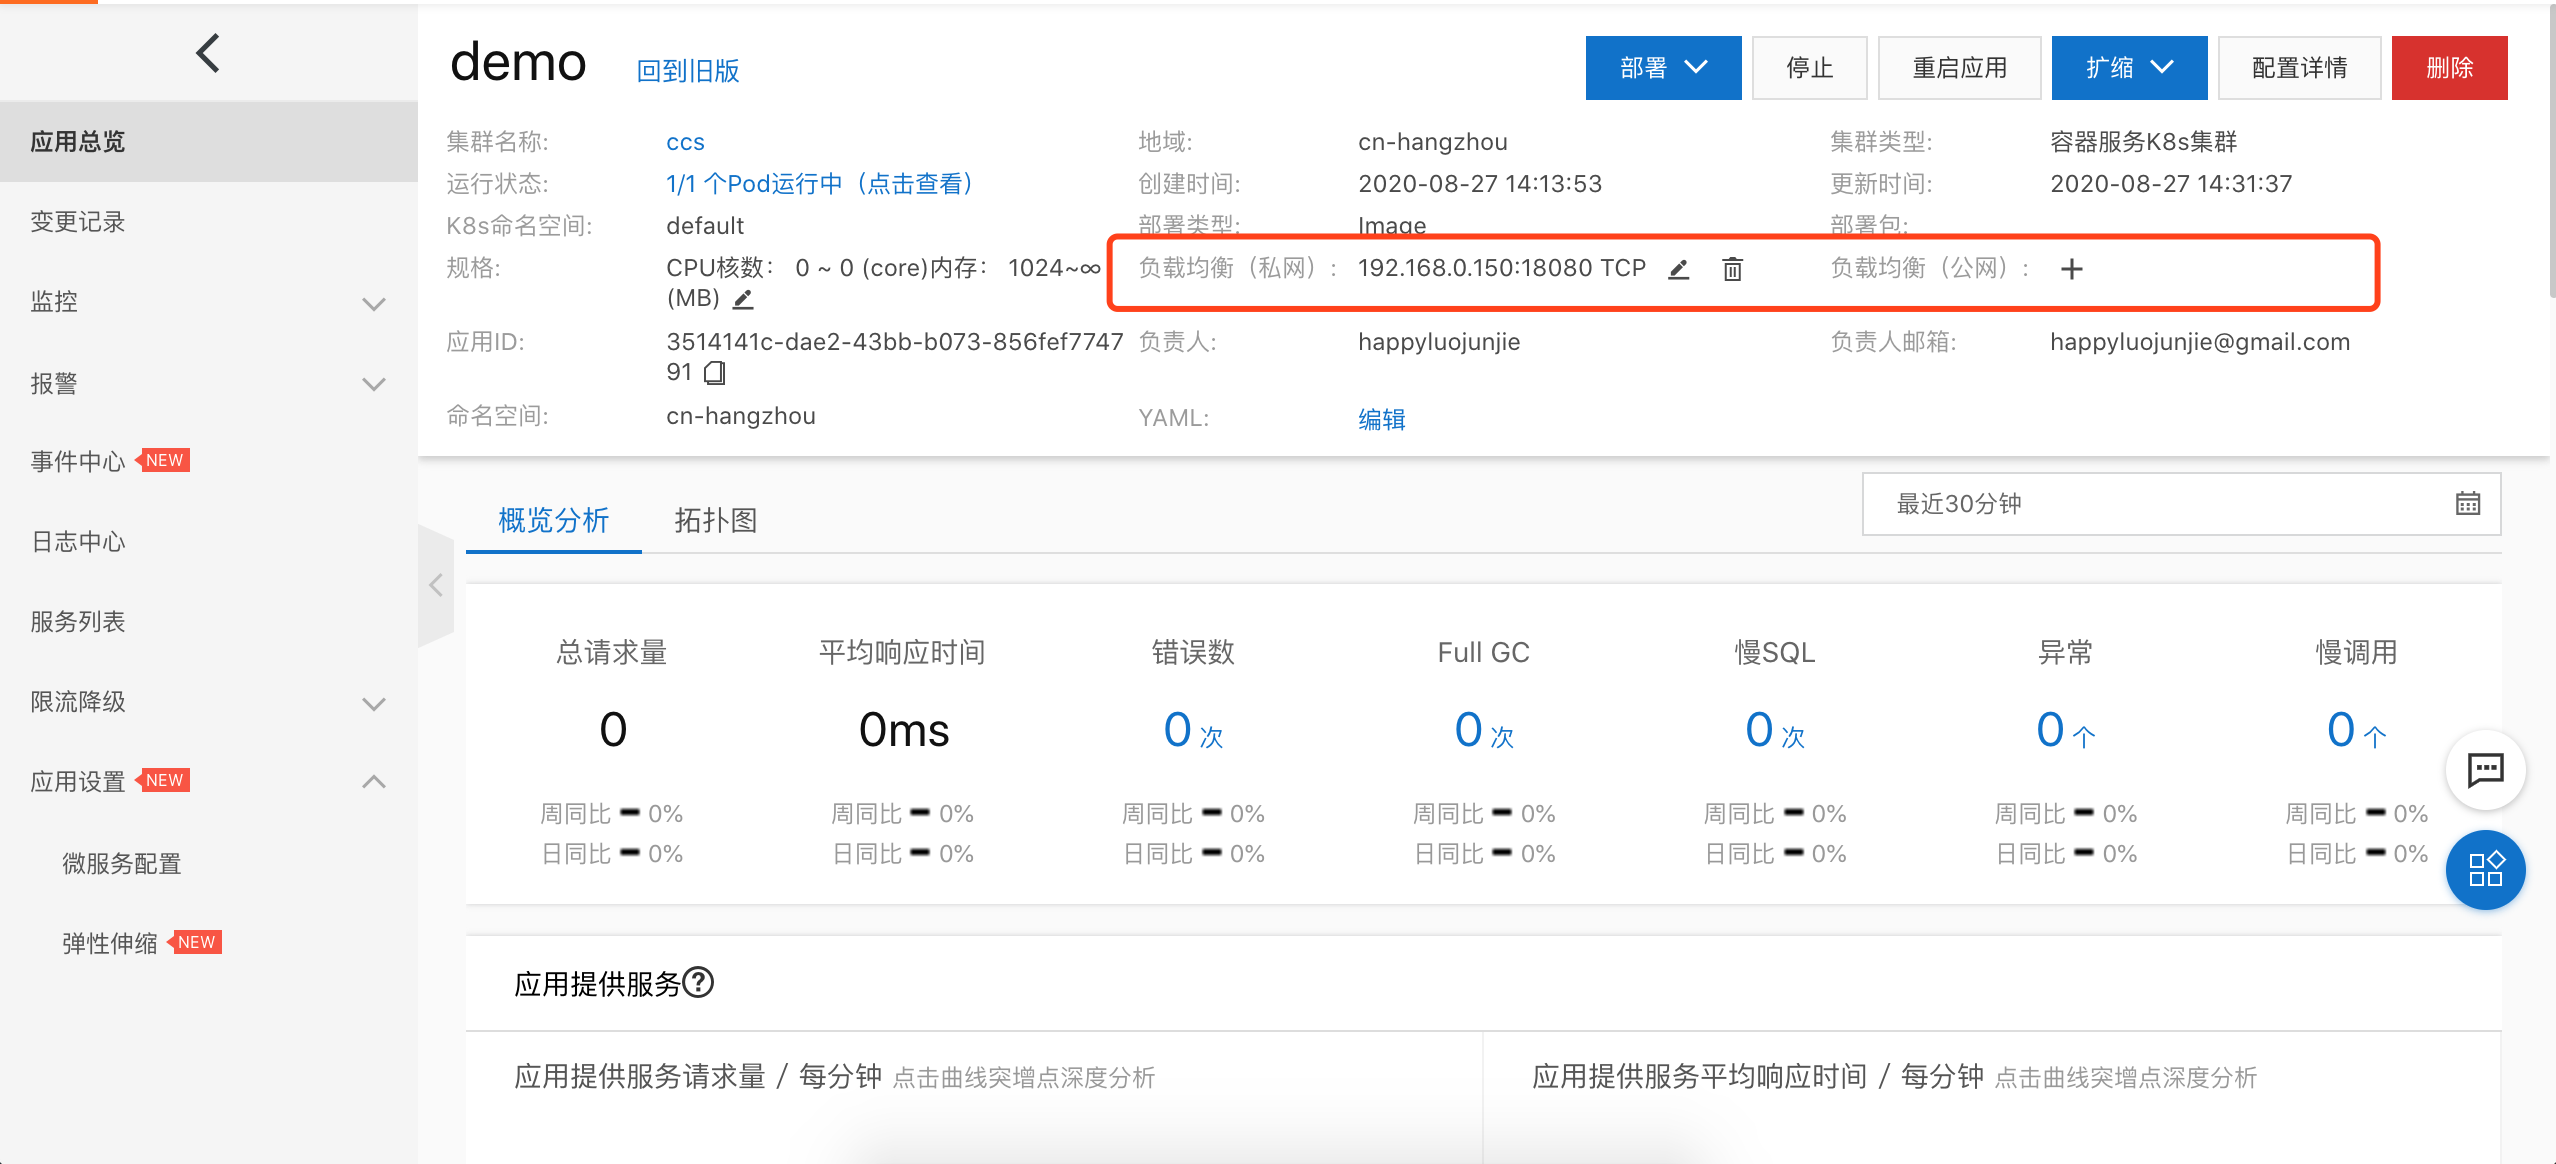 demo 回到旧版 部署 停止 重启应用 扩缩 配置详情 删除
应用总览
变更记录
监控
报警
事件中心 NEW
日志中心
服务列表
限流降级
应用设置 NEW
微服务配置
弹性伸缩 NEW
集群名称: ccs 地域: cn-hangzhou 集群类型: 容器服务K8s集群
运行状态: 1/1 个Pod运行中（点击查看） 创建时间: 2020-08-27 14:13:53 更新时间: 2020-08-27 14:31:37
K8s命名空间: default 部署类型: Image 部署包:
规格: CPU核数： 0 ~ 0 (core)内存： 1024~∞ 负载均衡（私网）: 192.168.0.150:18080 TCP 负载均衡（公网）: +
(MB)
应用ID: 3514141c-dae2-43bb-b073-856fef7747 负责人: happyluojunjie 负责人邮箱: happyluojunjie@gmail.com
91
命名空间: cn-hangzhou YAML: 编辑
概览分析 拓扑图 最近30分钟
总请求量 平均响应时间 错误数 Full GC 慢SQL 异常 慢调用
0 0ms 0 次 0 次 0 次 0 个 0 个
周同比 0% 周同比 0% 周同比 0% 周同比 0% 周同比 0% 周同比 0% 周同比 0%
日同比 0% 日同比 0% 日同比 0% 日同比 0% 日同比 0% 日同比 0% 日同比 0%
应用提供服务?
应用提供服务请求量 / 每分钟 点击曲线突增点深度分析 应用提供服务平均响应时间 / 每分钟 点击曲线突增点深度分析